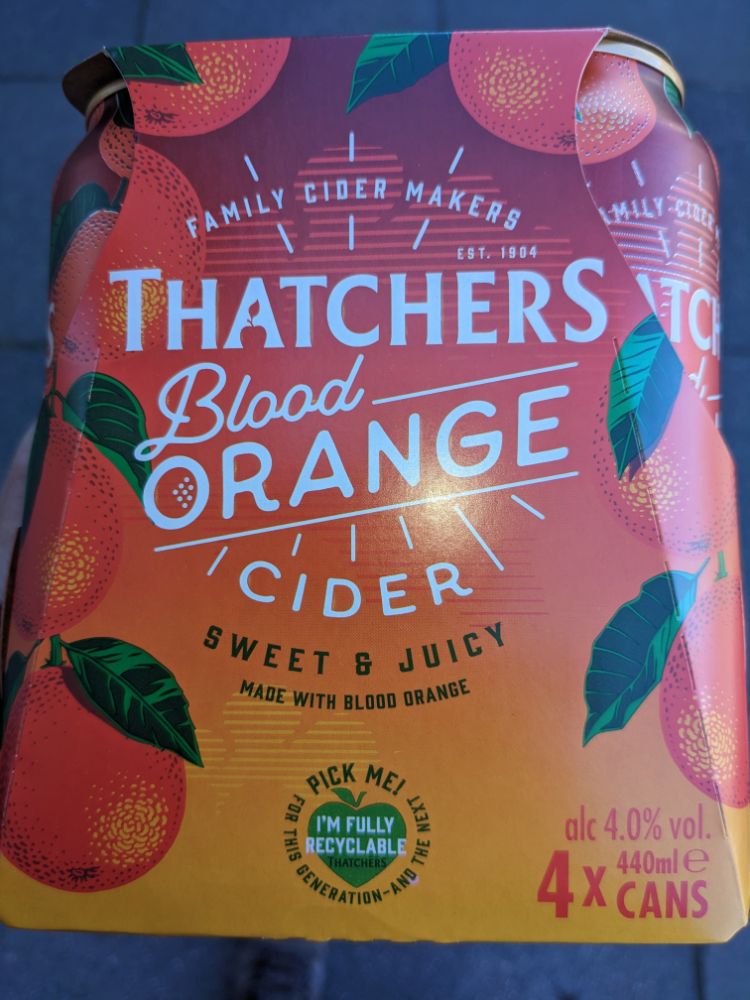 FAMILY CIDER MAKERS
EST. 1904
THATCHERS
Blood
ORANGE
CIDER
SWEET & JUICY
MADE WITH BLOOD ORANGE
PICK ME!
FOR THIS GENERATION-AND THE NEXT
I'M FULLY
RECYCLABLE
THATCHERS
alc 4.0% vol.
4 x 440ml e
CANS